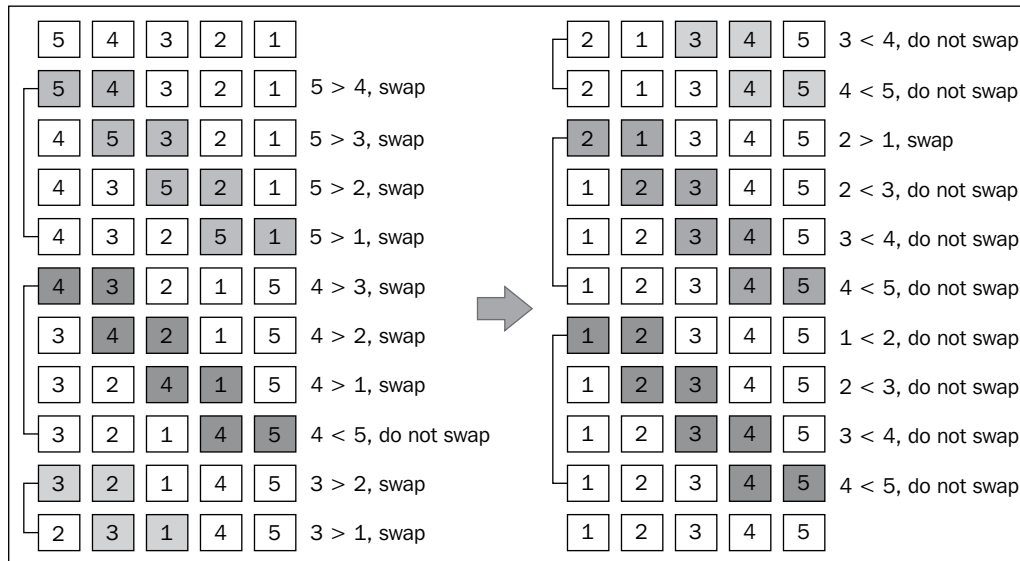 5 4 3 2 1
5 4 3 2 1 5 > 4, swap
4 5 3 2 1 5 > 3, swap
4 3 5 2 1 5 > 2, swap
4 3 2 5 1 5 > 1, swap
4 3 2 1 5 4 > 3, swap
3 4 2 1 5 4 > 2, swap
3 2 4 1 5 4 > 1, swap
3 2 1 4 5 4 < 5, do not swap
3 2 1 4 5 3 > 2, swap
2 3 1 4 5 3 > 1, swap
2 1 3 4 5 3 < 4, do not swap
2 1 3 4 5 4 < 5, do not swap
2 1 3 4 5 2 > 1, swap
1 2 3 4 5 2 < 3, do not swap
1 2 3 4 5 3 < 4, do not swap
1 2 3 4 5 4 < 5, do not swap
1 2 3 4 5 1 < 2, do not swap
1 2 3 4 5 2 < 3, do not swap
1 2 3 4 5 3 < 4, do not swap
1 2 3 4 5 4 < 5, do not swap
1 2 3 4 5